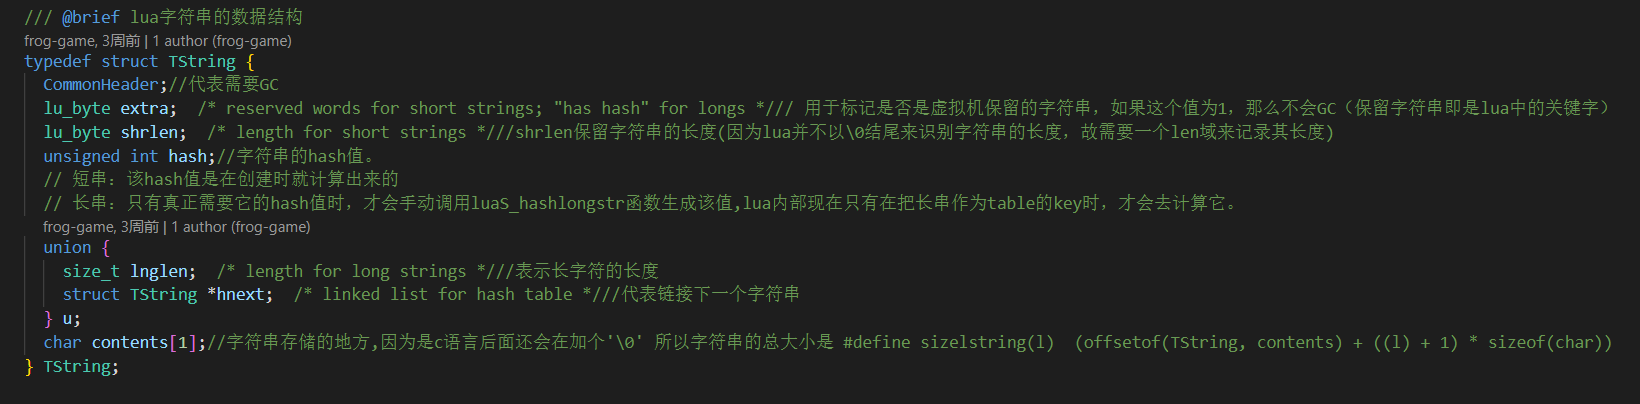 /// @brief lua字符串的数据结构
frog-game, 3周前 | 1 author (frog-game)
typedef struct TString {
CommonHeader;//代表需要GC
lu_byte extra;  /* reserved words for short strings; "has hash" for longs */// 用于标记是否是虚拟机保留的字符串，如果这个值为1，那么不会GC（保留字符串即是lua中的关键字）
lu_byte shrlen;  /* length for short strings *///shrlen保留字符串的长度(因为lua并不以\0结尾来识别字符串的长度，故需要一个len域来记录其长度)
unsigned int hash;//字符串的hash值。
// 短串：该hash值是在创建时就计算出来的
// 长串：只有真正需要它的hash值时，才会手动调用luaS_hashlongstr函数生成该值,lua内部现在只有在把长串作为table的key时，才会去计算它。
frog-game, 3周前 | 1 author (frog-game)
union {
size_t lnglen;  /* length for long strings *///表示长字符的长度
struct TString *hnext;  /* linked list for hash table *///代表链接下一个字符串
} u;
char contents[1];//字符串存储的地方,因为是c语言后面还会在加个'\0' 所以字符串的总大小是 #define sizelstring(l)  (offsetof(TString, contents) + ((l) + 1) * sizeof(char))
} TString;